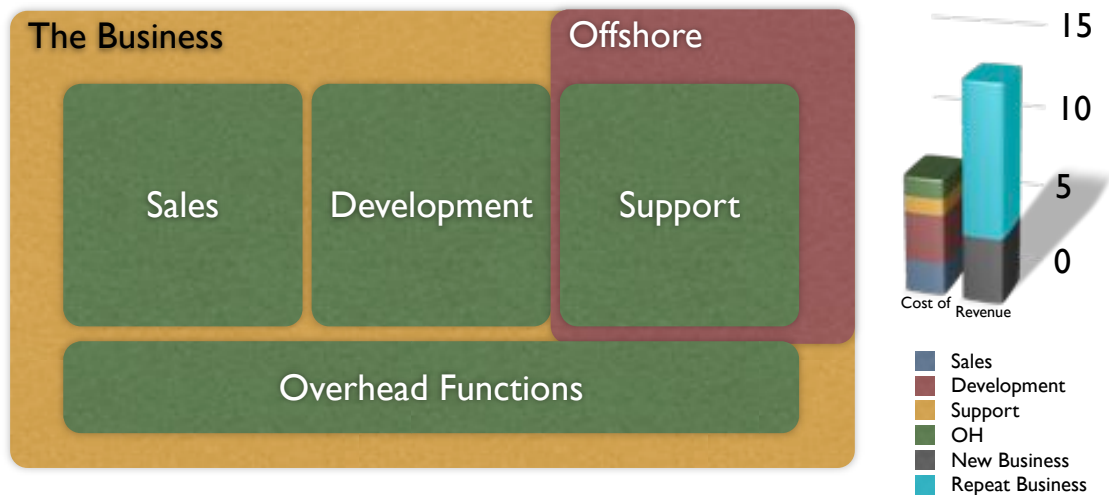 The Business
Offshore
Sales
Development
Support
Overhead Functions
15
10
5
0
Cost of
Revenue
Sales
Development
Support
OH
New Business
Repeat Business